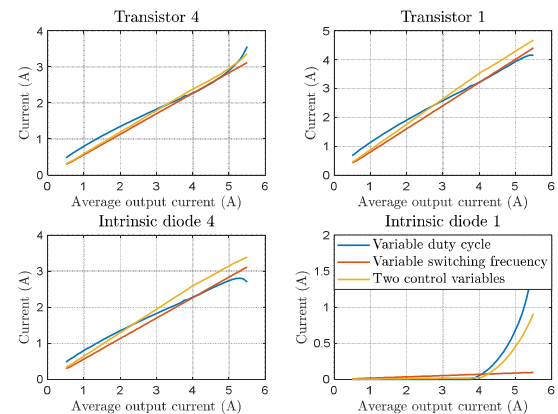 Transistor 4
Transistor 1
4
3
2
1
0
Current (A)
0 1 2 3 4 5 6
Average output current (A)
5
4
3
2
1
0
Current (A)
0 1 2 3 4 5 6
Average output current (A)
Intrinsic diode 4
Intrinsic diode 1
4
3
2
1
0
Current (A)
0 1 2 3 4 5 6
Average output current (A)
2
1.5
1
0.5
0
Current (A)
Variable duty cycle
Variable switching frecuency
Two control variables
0 1 2 3 4 5 6
Average output current (A)